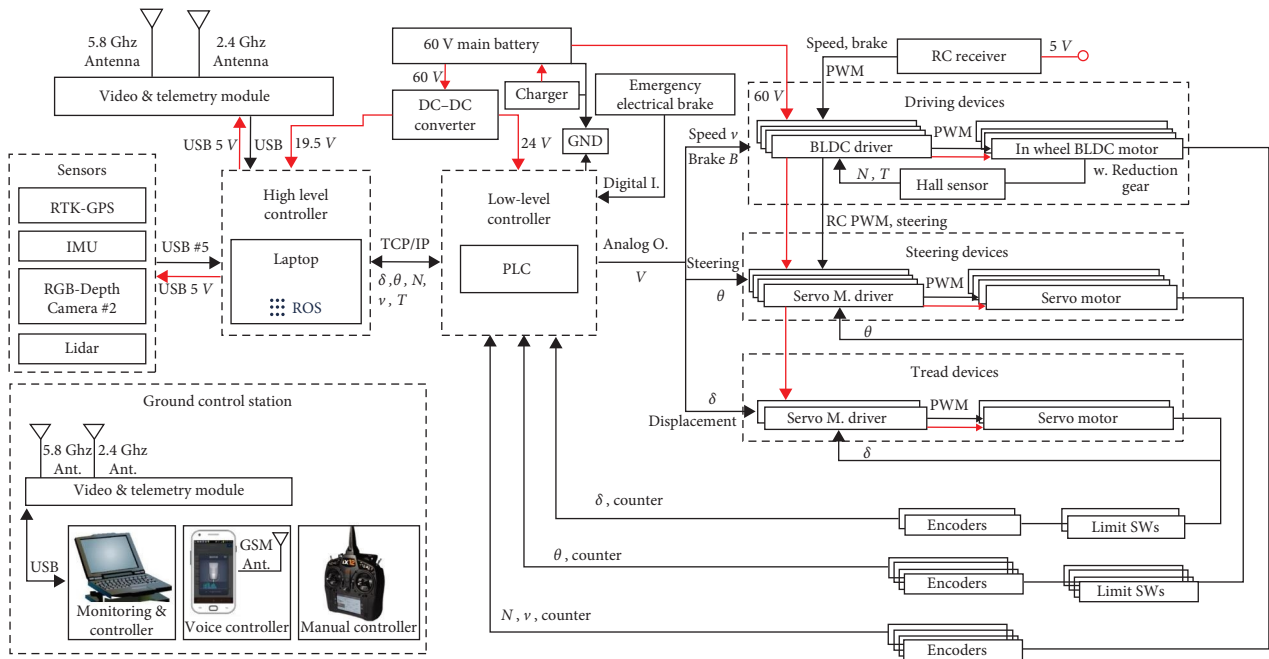 5.8 Ghz
Antenna
2.4 Ghz
Antenna
Video & telemetry module
USB 5 V
USB
19.5 V
60 V main battery
60 V
Charger
DC–DC
converter
24 V
GND
Emergency
electrical brake
Digital I.
Speed, brake
PWM
RC receiver
5 V
60 V
Driving devices
Speed v
Brake B
BLDC driver
PWM
In wheel BLDC motor
N, T
Hall sensor
w. Reduction
gear
RC PWM, steering
Sensors
RTK-GPS
IMU
RGB-Depth
Camera #2
Lidar
USB #5
USB 5 V
High level
controller
Laptop
ROS
TCP/IP
δ, θ, N,
v, T
Low-level
controller
PLC
Analog O.
V
Steering
θ
Steering devices
Servo M. driver
PWM
Servo motor
θ
Tread devices
δ
Displacement
Servo M. driver
PWM
Servo motor
δ
Ground control station
5.8 Ghz
Ant.
2.4 Ghz
Ant.
Video & telemetry module
USB
Monitoring &
controller
GSM
Ant.
Voice controller
Manual controller
δ, counter
Encoders
Limit SWs
θ, counter
Encoders
Limit SWs
N, v, counter
Encoders